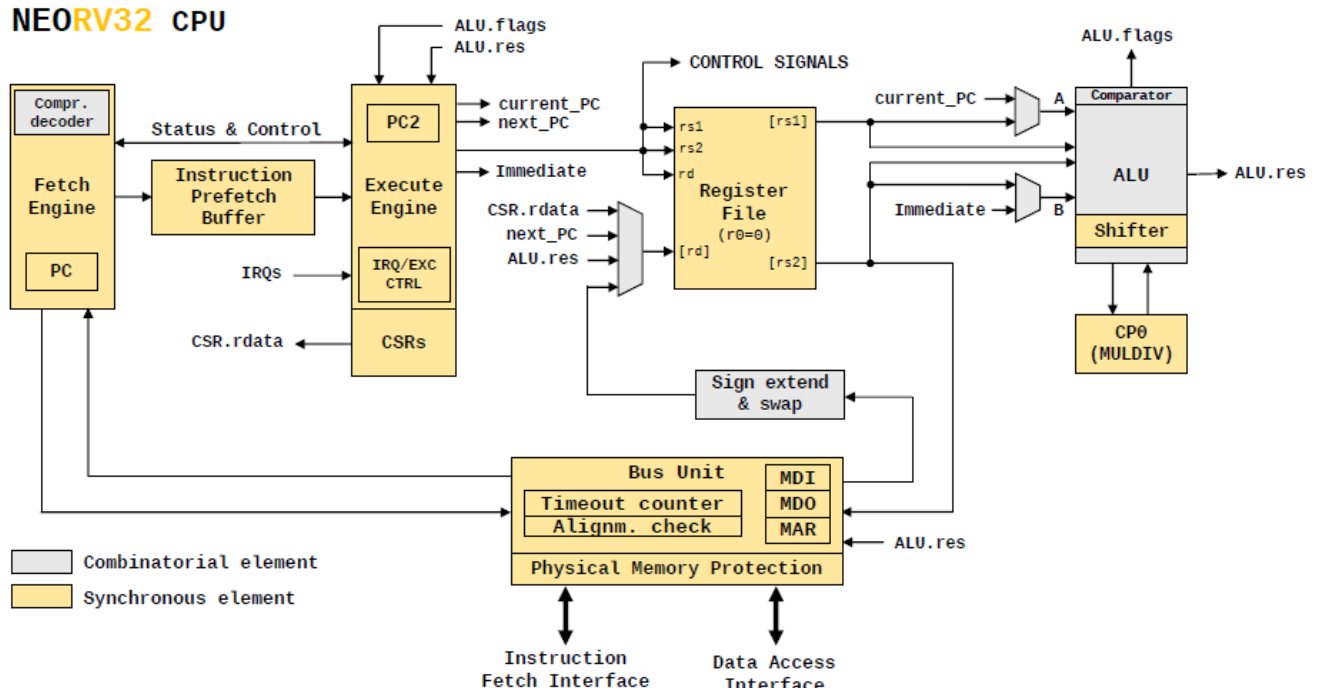 NEORV32 CPU
ALU.flags
ALU.res
CONTROL SIGNALS
current_PC
next_PC
Immediate
Compr.
decoder
Fetch
Engine
PC
Status & Control
Instruction
Prefetch
Buffer
IRQs
CSR.rdata
PC2
Execute
Engine
IRQ/EXC
CTRL
CSRs
CSR.rdata
next_PC
ALU.res
rs1
rs2
rd
[rd]
[rs1]
[rs2]
Register
File
(r0=0)
current_PC
A
Immediate
B
ALU.flags
Comparator
ALU
Shifter
ALU.res
CP0
(MULDIV)
Sign extend
& swap
Bus Unit
Timeout counter
Alignm. check
MDI
MDO
MAR
ALU.res
Physical Memory Protection
Combinatorial element
Synchronous element
Instruction
Fetch Interface
Data Access
Interface